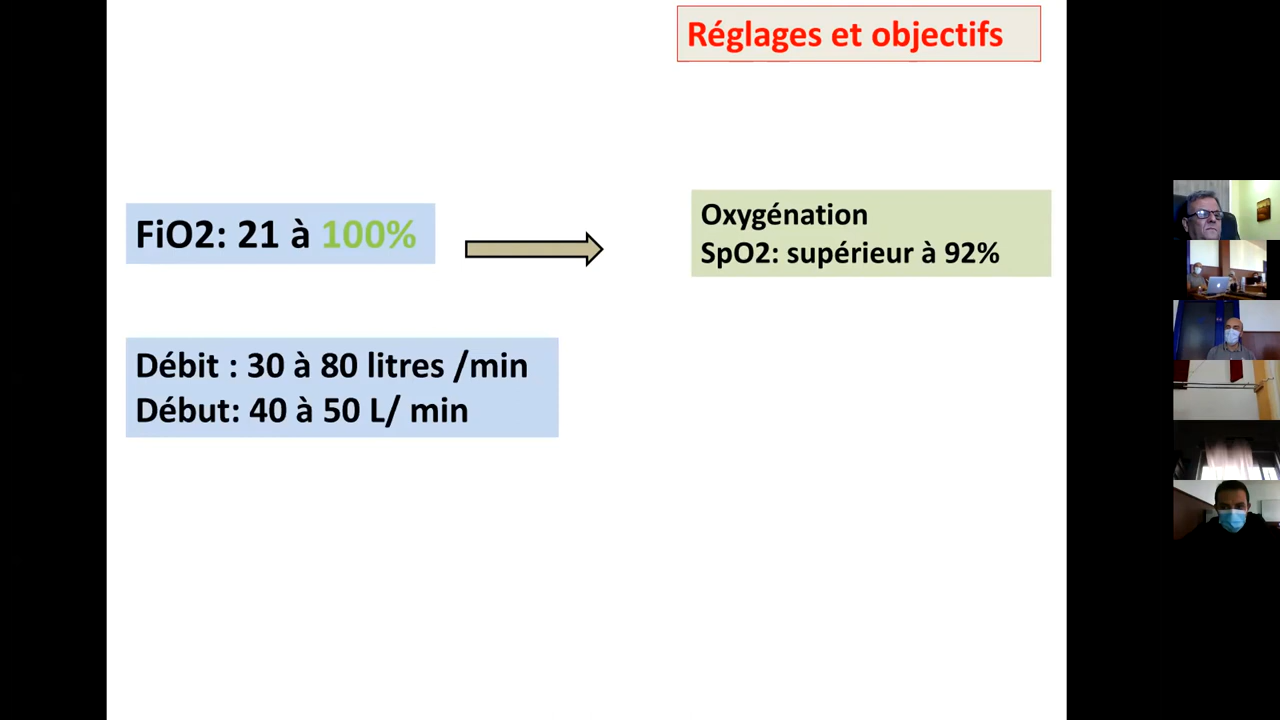 Réglages et objectifs
FiO2: 21 à 100%
Oxygénation
SpO2: supérieur à 92%
Débit : 30 à 80 litres /min
Début: 40 à 50 L/ min